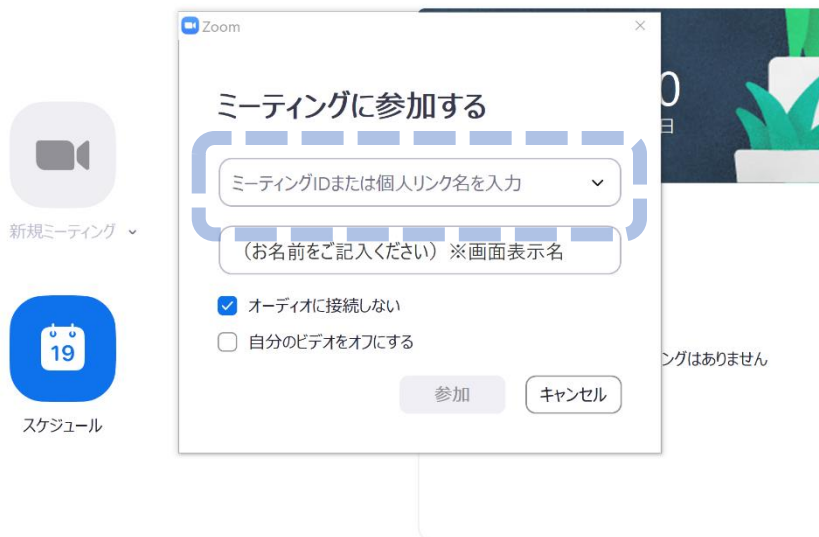 Zoom
ミーティングに参加する
ミーティングIDまたは個人リンク名を入力
（お名前をご記入ください）※画面表示名
オーディオに接続しない
自分のビデオをオフにする
参加
キャンセル
新規ミーティング
19
スケジュール
0
日
ングはありません